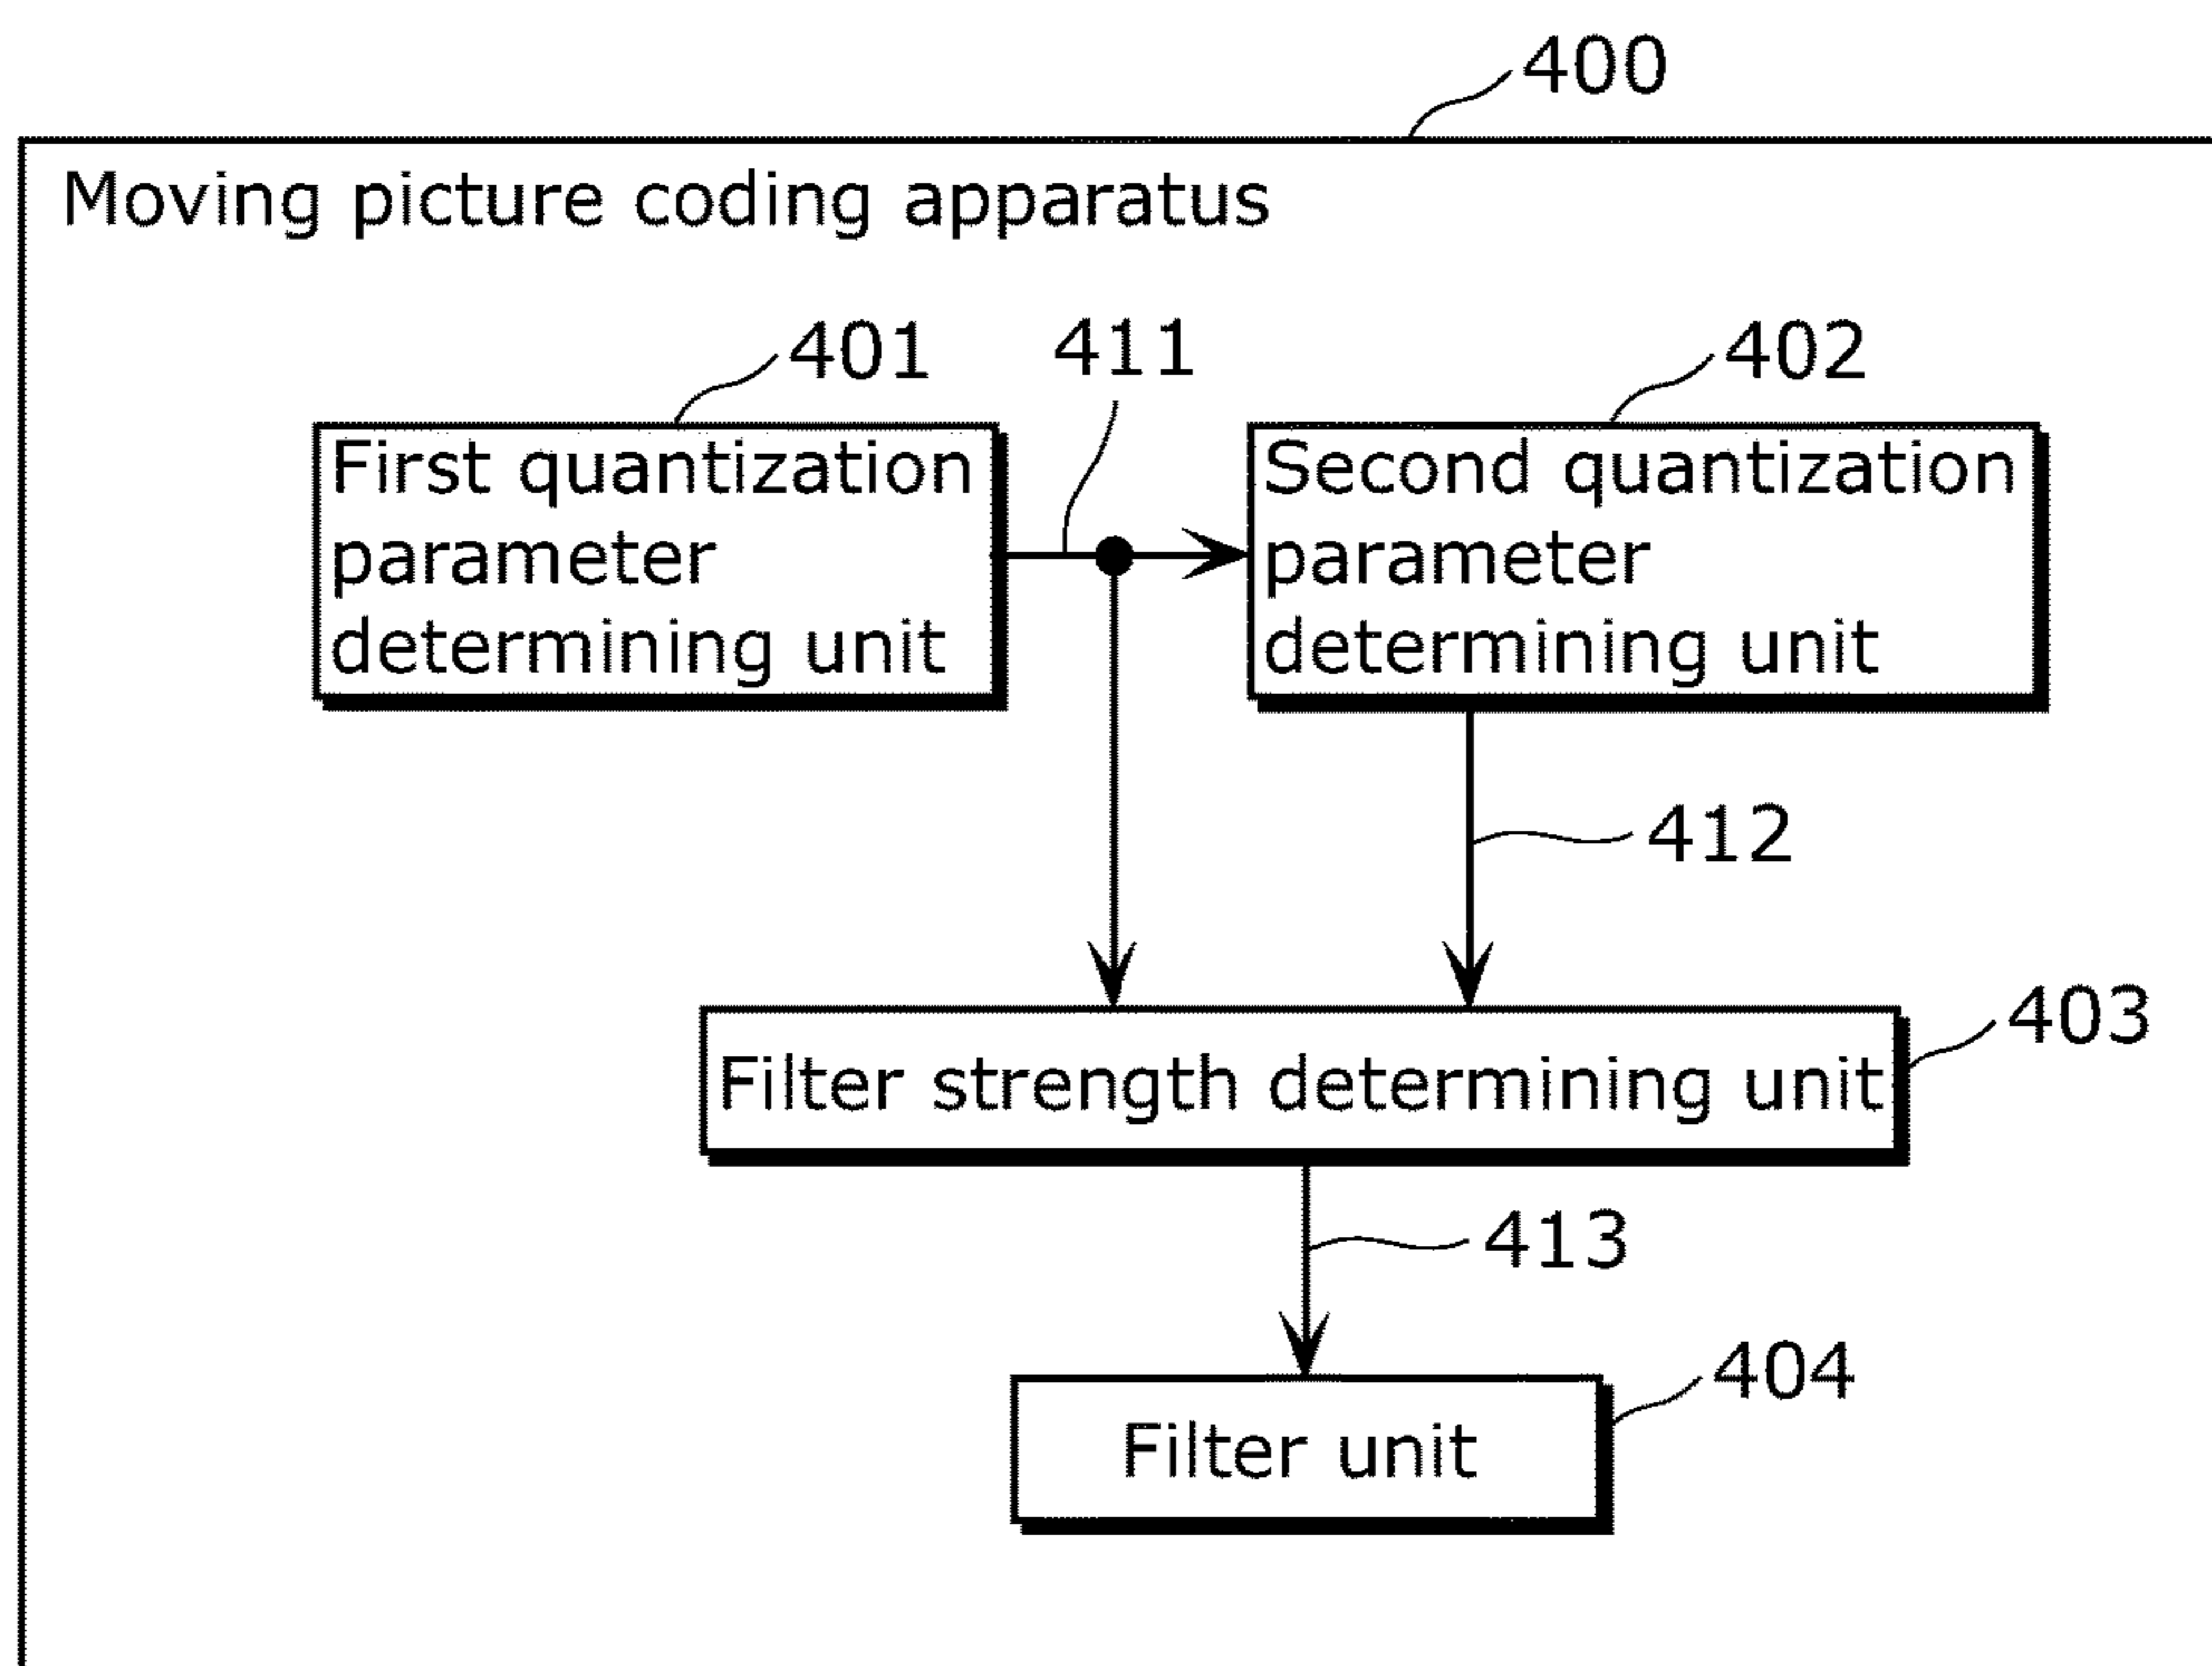 400
Moving picture coding apparatus
401
411
402
First quantization
parameter
determining unit
Second quantization
parameter
determining unit
412
403
Filter strength determining unit
413
404
Filter unit